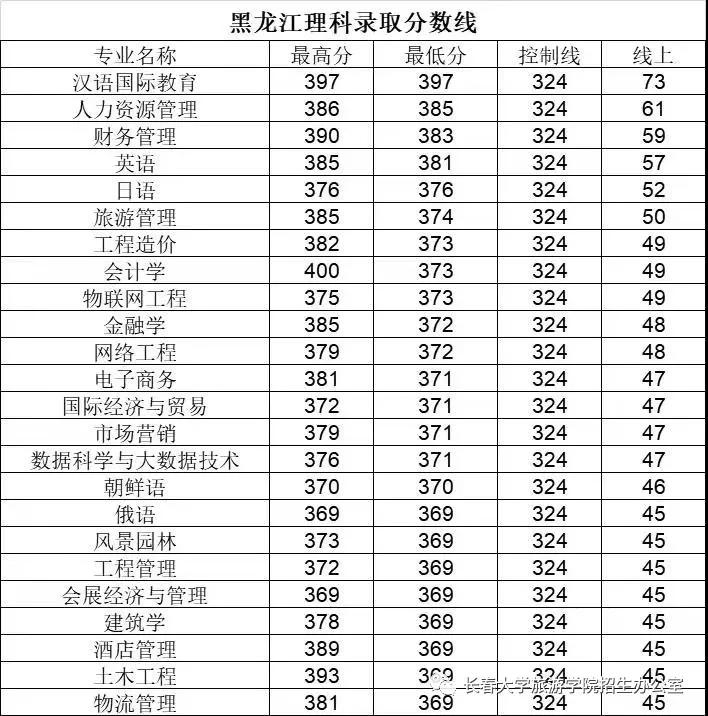 黑龙江理科录取分数线
专业名称 最高分 最低分 控制线 线上
汉语国际教育 397 397 324 73
人力资源管理 386 385 324 61
财务管理 390 383 324 59
英语 385 381 324 57
日语 376 376 324 52
旅游管理 385 374 324 50
工程造价 382 373 324 49
会计学 400 373 324 49
物联网工程 375 373 324 49
金融学 385 372 324 48
网络工程 379 372 324 48
电子商务 381 371 324 47
国际经济与贸易 372 371 324 47
市场营销 379 371 324 47
数据科学与大数据技术 376 371 324 47
朝鲜语 370 370 324 46
俄语 369 369 324 45
风景园林 373 369 324 45
工程管理 372 369 324 45
会展经济与管理 369 369 324 45
建筑学 378 369 324 45
酒店管理 389 369 324 45
土木工程 393 369 324 45
长春大学旅游学院招生办公室
物流管理 381 369 324 45